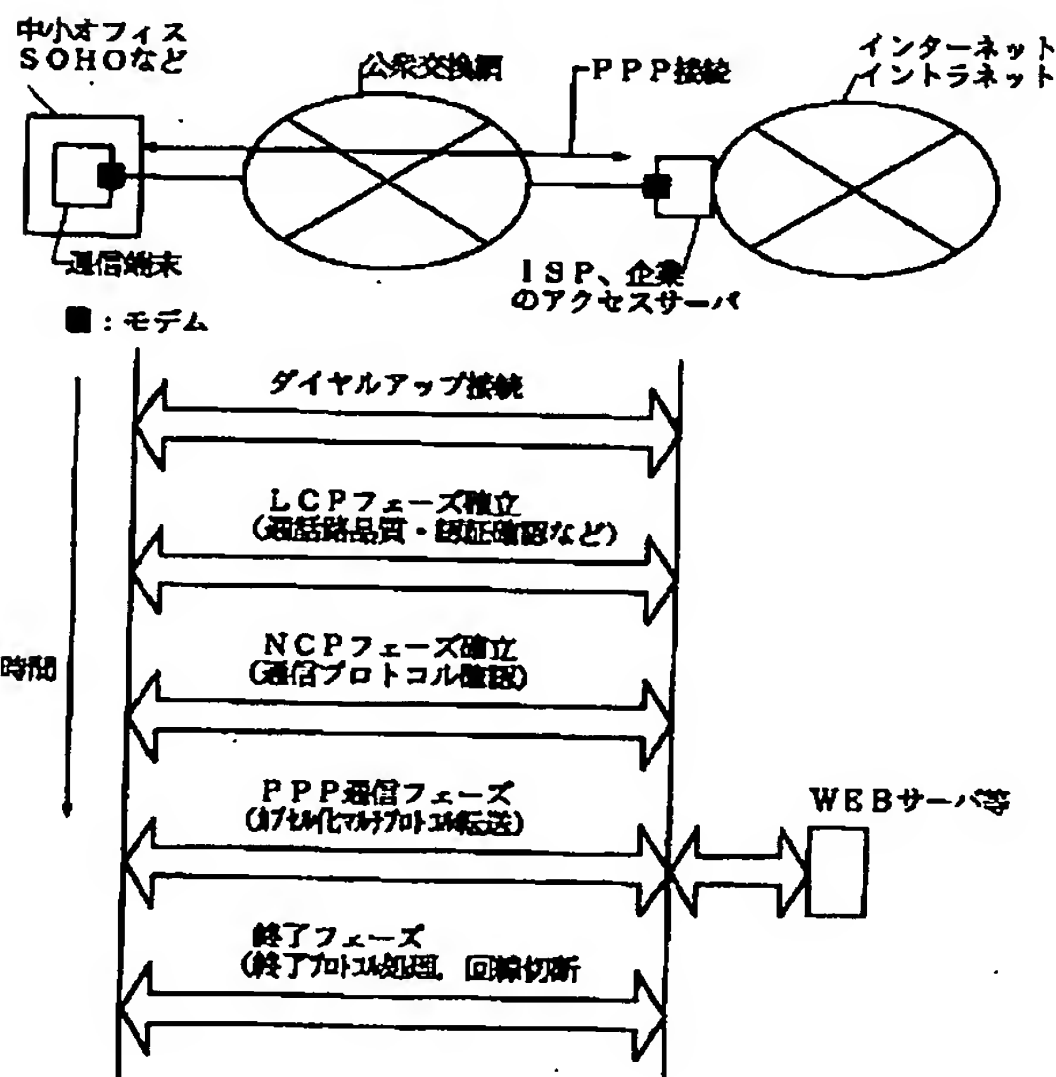 中小オフィス
SOHOなど
公衆交換網
PPP接続
インターネット
イントラネット
通信端末
ISP、企業
のアクセスサーバ
■:モデム
ダイヤルアップ接続
LCPフェーズ確立
(通話路品質・認証確認など)
時間
NCPフェーズ確立
(通信プロトコル確認)
PPP通信フェーズ
(カプセル化マルチプロトコル転送)
WEBサーバ等
終了フェーズ
(終了プロトコル処理, 回線切断